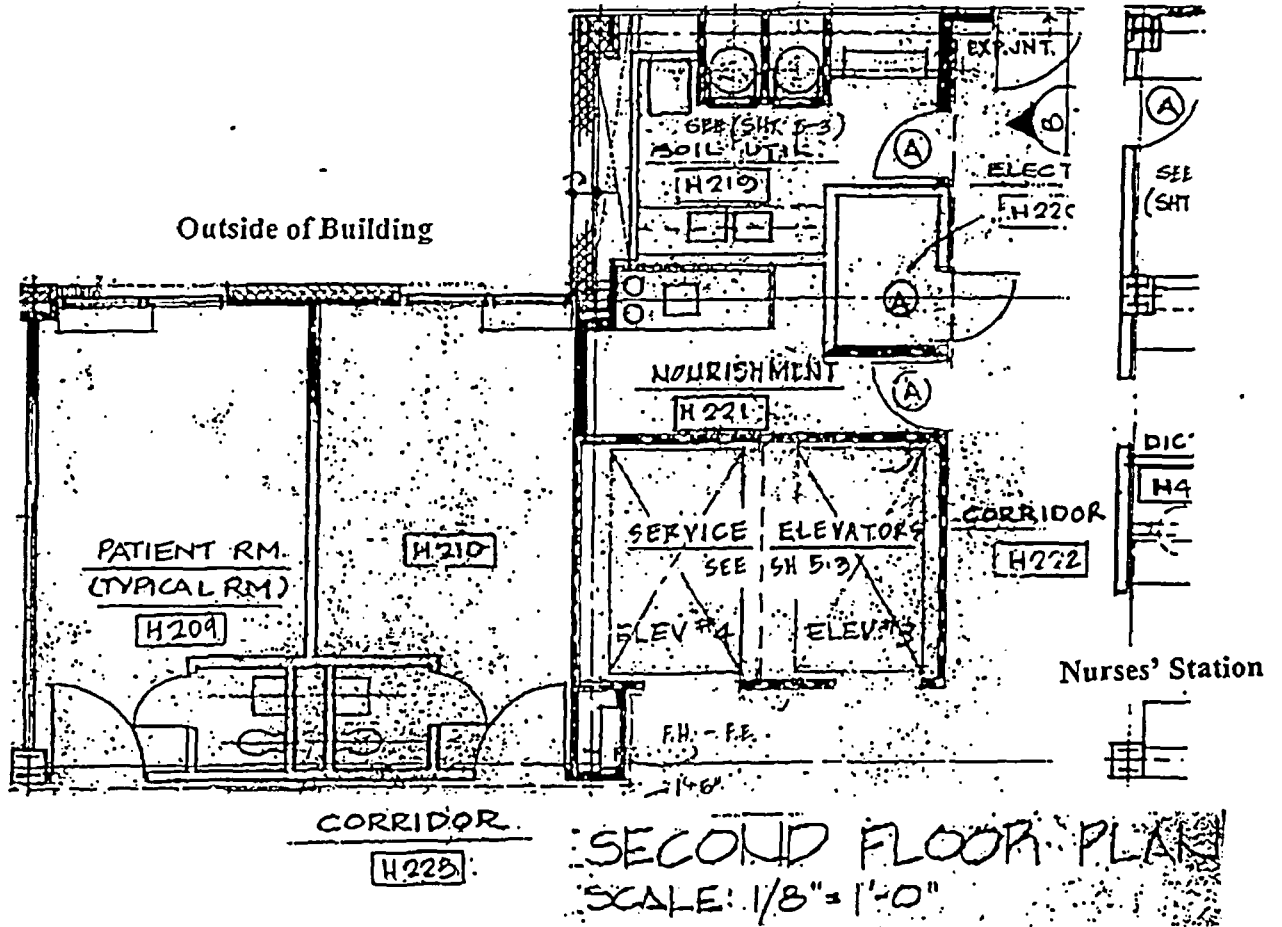 EXP. JNT.
A
B
A
SEE (SHT 5-3)
SOIL UTIL.
H219
ELECT
H220
SEE
(SHT
Outside of Building
A
NOURISHMENT
H221
A
DIC
H4
SERVICE ELEVATORS
SEE SH 5.3
CORRIDOR
H222
PATIENT RM.
(TYPICAL RM)
H209
H210
ELEV #4
ELEV. #3
Nurses' Station
F.H. - F.E.
1'-6"
CORRIDOR
H223
SECOND FLOOR PLAN
SCALE: 1/8" = 1'-0"